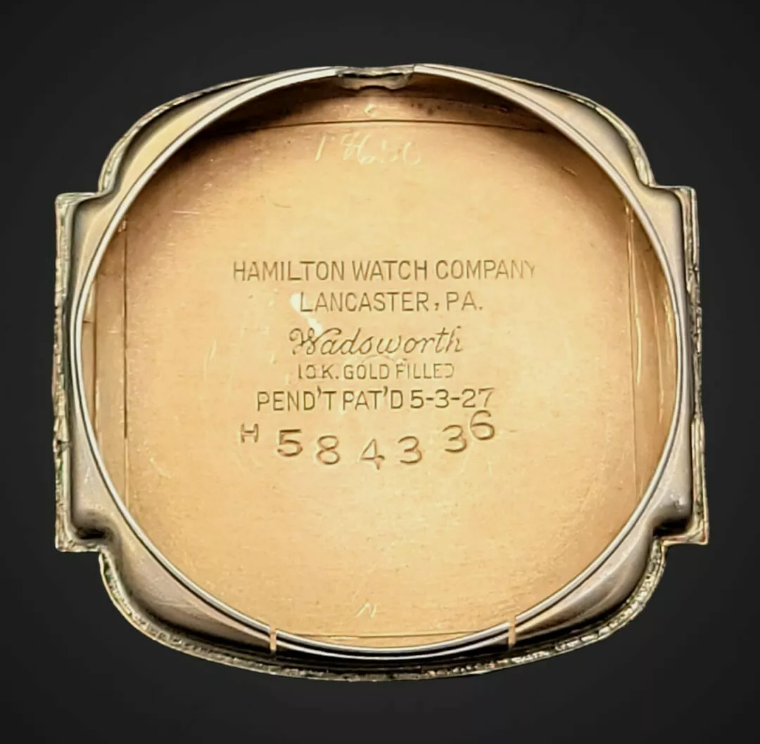 HAMILTON WATCH COMPANY
LANCASTER, PA.
Wadsworth
10K. GOLD FILLED
PEND'T PAT'D 5-3-27
H 584336